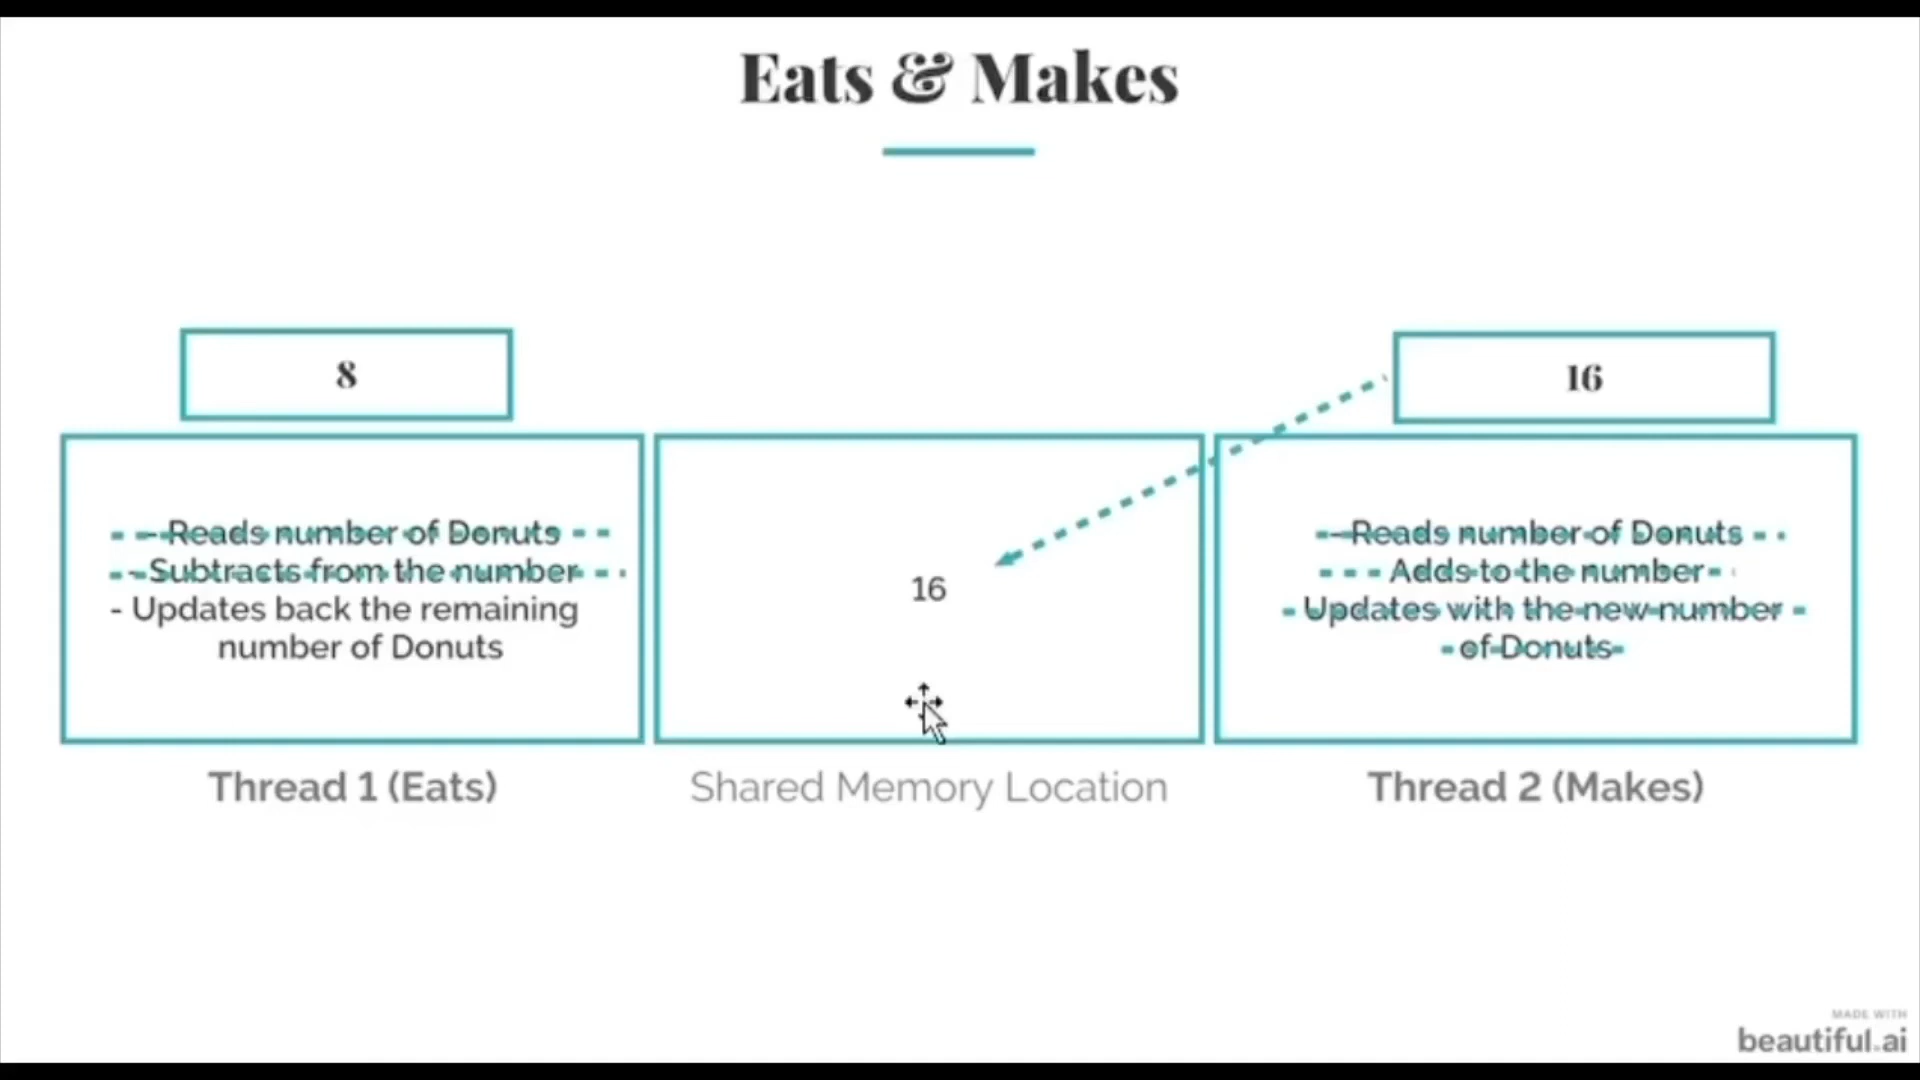 Eats & Makes
8
16
- Reads number of Donuts
- Subtracts from the number
- Updates back the remaining
number of Donuts
16
- Reads number of Donuts
- Adds to the number
- Updates with the new number
of Donuts
Thread 1 (Eats)
Shared Memory Location
Thread 2 (Makes)
MADE WITH
beautiful.ai